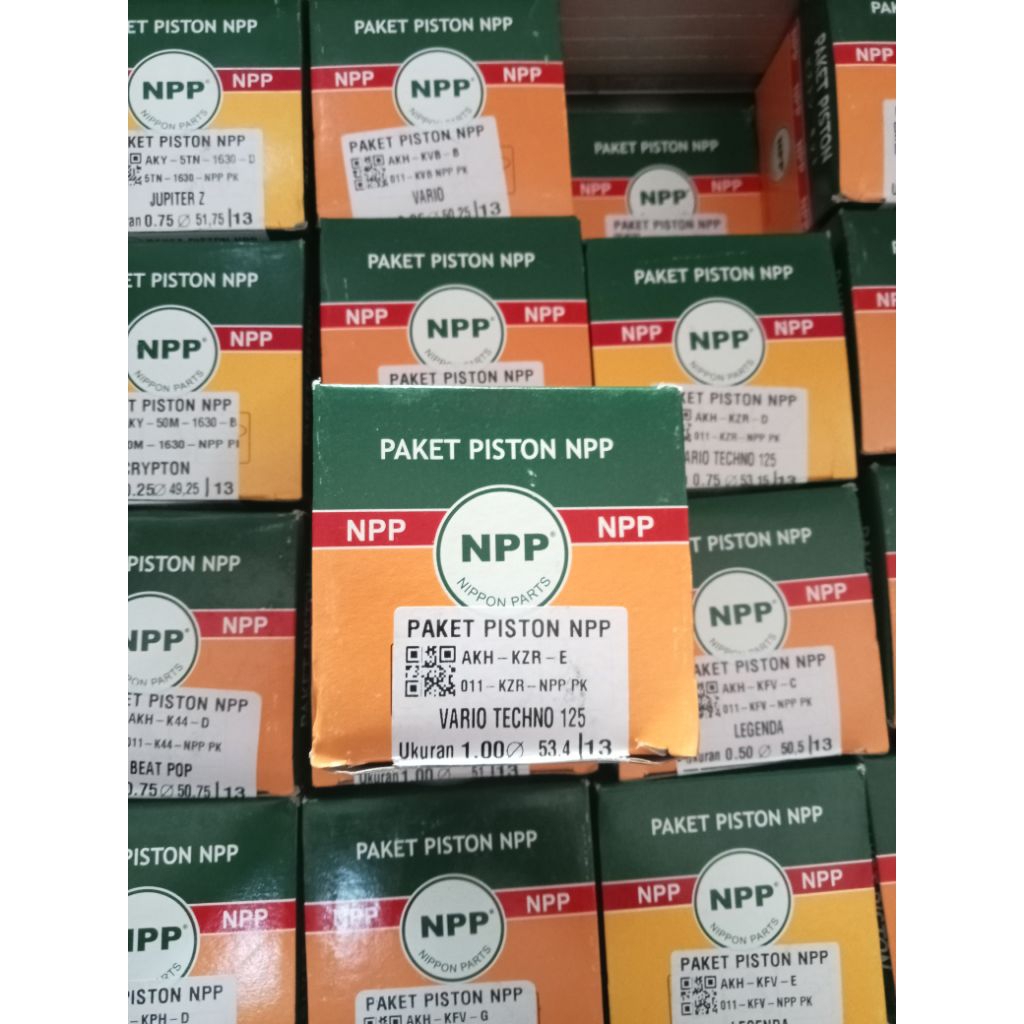 PAKET PISTON NPP
NPP
NPP
NIPPON PARTS
PISTON NPP
AKY-5TN-1630-D
5TN-1630-NPP PK
JUPITER Z
0.75 Ø 51,75 13
PAKET PISTON NPP
NPP
NPP
NPP
NIPPON PARTS
PAKET PISTON NPP
AKH-KVB-B
011-KVB NPP PK
VARIO
50,25 13
PAKET PISTON NPP
NPP
NPP
NPP
PAKET PISTON NPP
PAKET PISTON
NPP
PISTON NPP
NPP
NPP
NIPPON PARTS
PISTON NPP
-50M-1630-B
-1630-NPP
CRYPTON
49,25 13
PAKET PISTON NPP
NPP
NPP
NPP
NIPPON PARTS
PAKET PISTON NPP
Ukuran 1.00 Ø 51 13
PAKET PISTON NPP
NPP
NPP
NPP
NIPPON PARTS
PISTON NPP
AKH-KZR-D
011-KZR-NPP PK
TECHNO 125
0.75 Ø 53,15 13
PAKET PISTON NPP
NPP
NPP
NPP
NIPPON PARTS
PAKET PISTON NPP
AKH-KZR-E
011-KZR-NPP PK
VARIO TECHNO 125
Ukuran 1.00 Ø 53.4 13
PISTON NPP
NPP
NPP
PARTS
PAKET PISTON NPP
AKH-K44-D
011-K44-NPP PK
BEAT POP
0.75 Ø 50,75 13
PISTON NPP
NPP
NPP
PISTON NPP
AKH-KFV-C
011-KFV-NPP PK
LEGENDA
Ukuran 0.50 Ø 50.5 13
PISTON NPP
NPP
NPP
PISTON NPP
-KPH-D
PAKET PISTON NPP
NPP
NPP
NPP
NIPPON PARTS
PAKET PISTON NPP
AKH-KFV-G
PAKET PISTON NPP
NPP
NPP
NPP
NIPPON PARTS
PAKET PISTON NPP
AKH-KFV-E
011-KFV-NPP PK
LEGENDA